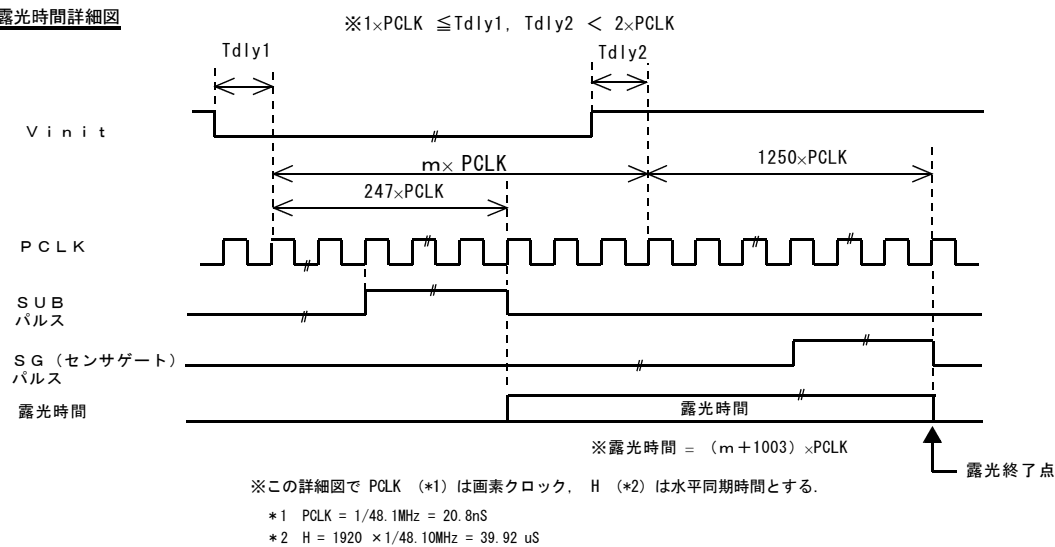 露光時間詳細図
※1×PCLK ≦Tdly1, Tdly2 < 2×PCLK
Tdly1
Tdly2
Vinit
m× PCLK
1250×PCLK
247×PCLK
PCLK
SUB
パルス
SG（センサゲート）
パルス
露光時間
露光時間
※露光時間 = （m＋1003）×PCLK
露光終了点
※この詳細図で PCLK （*1）は画素クロック， H （*2）は水平同期時間とする.
*1 PCLK = 1/48.1MHz = 20.8nS
*2 H = 1920 ×1/48.10MHz = 39.92 uS